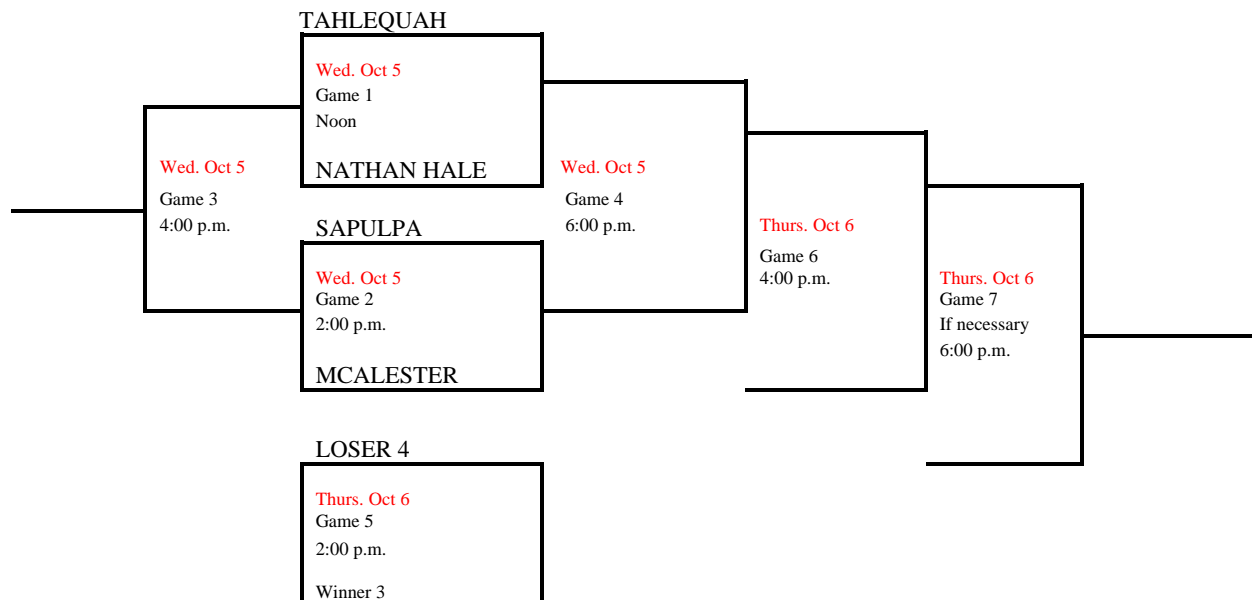 TAHLEQUAH
Wed. Oct 5
Game 1
Noon
NATHAN HALE
Wed. Oct 5
Game 3
4:00 p.m.
Wed. Oct 5
Game 4
6:00 p.m.
SAPULPA
Wed. Oct 5
Game 2
2:00 p.m.
MCALESTER
Thurs. Oct 6
Game 6
4:00 p.m.
Thurs. Oct 6
Game 7
If necessary
6:00 p.m.
LOSER 4
Thurs. Oct 6
Game 5
2:00 p.m.
Winner 3